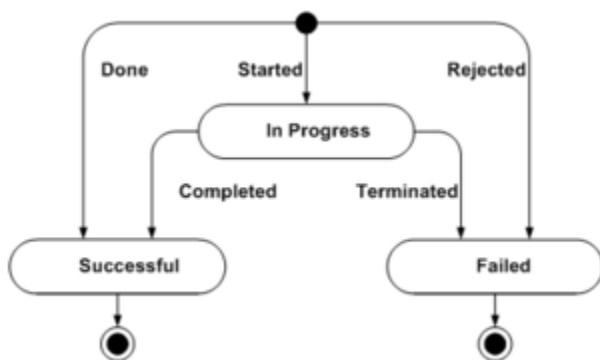 Done
Started
Rejected
In Progress
Completed
Terminated
Successful
Failed